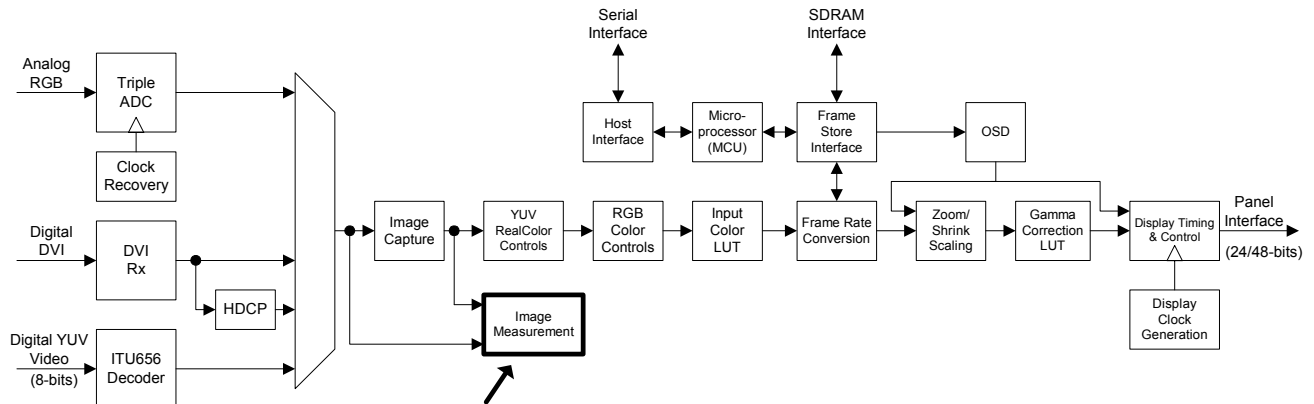 Serial
Interface
SDRAM
Interface
Analog
RGB
Triple
ADC
Clock
Recovery
Host
Interface
Micro-
processor
(MCU)
Frame
Store
Interface
OSD
Digital
DVI
DVI
Rx
HDCP
Image
Capture
YUV
RealColor
Controls
RGB
Color
Controls
Input
Color
LUT
Frame Rate
Conversion
Zoom/
Shrink
Scaling
Gamma
Correction
LUT
Display Timing
& Control
Panel
Interface
(24/48-bits)
Image
Measurement
Display
Clock
Generation
Digital YUV
Video
(8-bits)
ITU656
Decoder